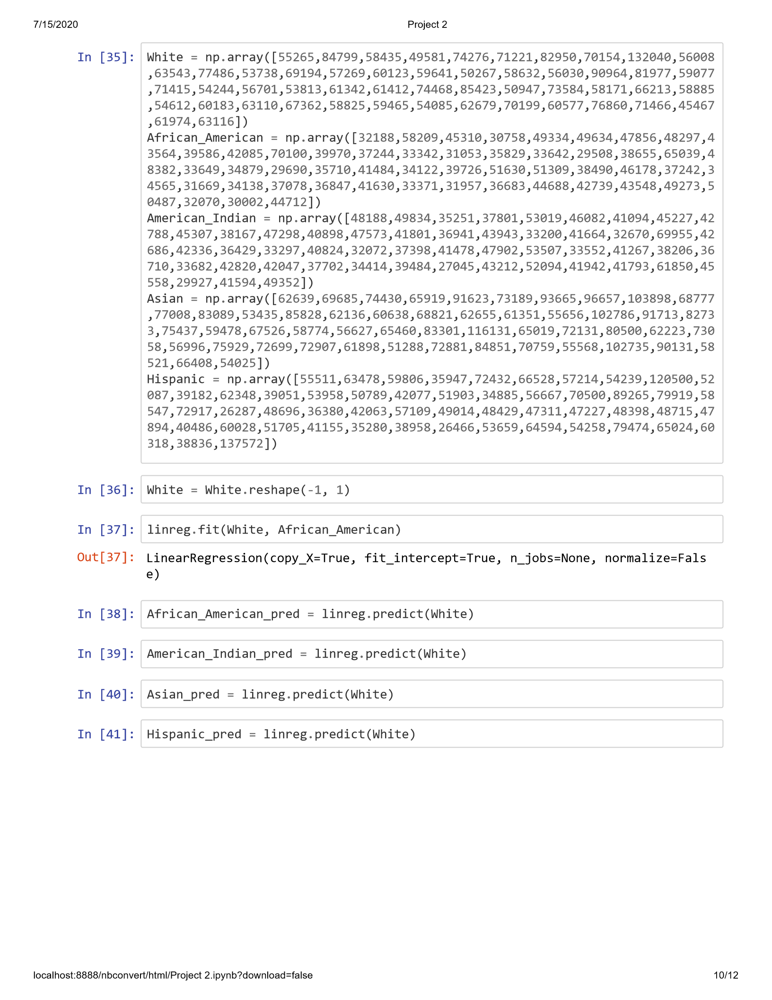 7/15/2020 Project 2
In [35]: White = np.array([55265,84799,58435,49581,74276,71221,82950,70154,132040,56008
,63543,77486,53738,69194,57269,60123,59641,50267,58632,56030,90964,81977,59077
,71415,54244,56701,53813,61342,61412,74468,85423,50947,73584,58171,66213,58885
,54612,60183,63110,67362,58825,59465,54085,62679,70199,60577,76860,71466,45467
,61974,63116])
African_American = np.array([32188,58209,45310,30758,49334,49634,47856,48297,4
3564,39586,42085,70100,39970,37244,33342,31053,35829,33642,29508,38655,65039,4
8382,33649,34879,29690,35710,41484,34122,39726,51630,51309,38490,46178,37242,3
4565,31669,34138,37078,36847,41630,33371,31957,36683,44688,42739,43548,49273,5
0487,32070,30002,44712])
American_Indian = np.array([48188,49834,35251,37801,53019,46082,41094,45227,42
788,45307,38167,47298,40898,47573,41801,36941,43943,33200,41664,32670,69955,42
686,42336,36429,33297,40824,32072,37398,41478,47902,53507,33552,41267,38206,36
710,33682,42820,42047,37702,34414,39484,27045,43212,52094,41942,41793,61850,45
558,29927,41594,49352])
Asian = np.array([62639,69685,74430,65919,91623,73189,93665,96657,103898,68777
,77008,83089,53435,85828,62136,60638,68821,62655,61351,55656,102786,91713,8273
3,75437,59478,67526,58774,56627,65460,83301,116131,65019,72131,80500,62223,730
58,56996,75929,72699,72907,61898,51288,72881,84851,70759,55568,102735,90131,58
521,66408,54025])
Hispanic = np.array([55511,63478,59806,35947,72432,66528,57214,54239,120500,52
087,39182,62348,39051,53958,50789,42077,51903,34885,56667,70500,89265,79919,58
547,72917,26287,48696,36380,42063,57109,49014,48429,47311,47227,48398,48715,47
894,40486,60028,51705,41155,35280,38958,26466,53659,64594,54258,79474,65024,60
318,38836,137572])
In [36]: White = White.reshape(-1, 1)
In [37]: linreg.fit(White, African_American)
Out[37]: LinearRegression(copy_X=True, fit_intercept=True, n_jobs=None, normalize=Fals
e)
In [38]: African_American_pred = linreg.predict(White)
In [39]: American_Indian_pred = linreg.predict(White)
In [40]: Asian_pred = linreg.predict(White)
In [41]: Hispanic_pred = linreg.predict(White)
localhost:8888/nbconvert/html/Project 2.ipynb?download=false 10/12